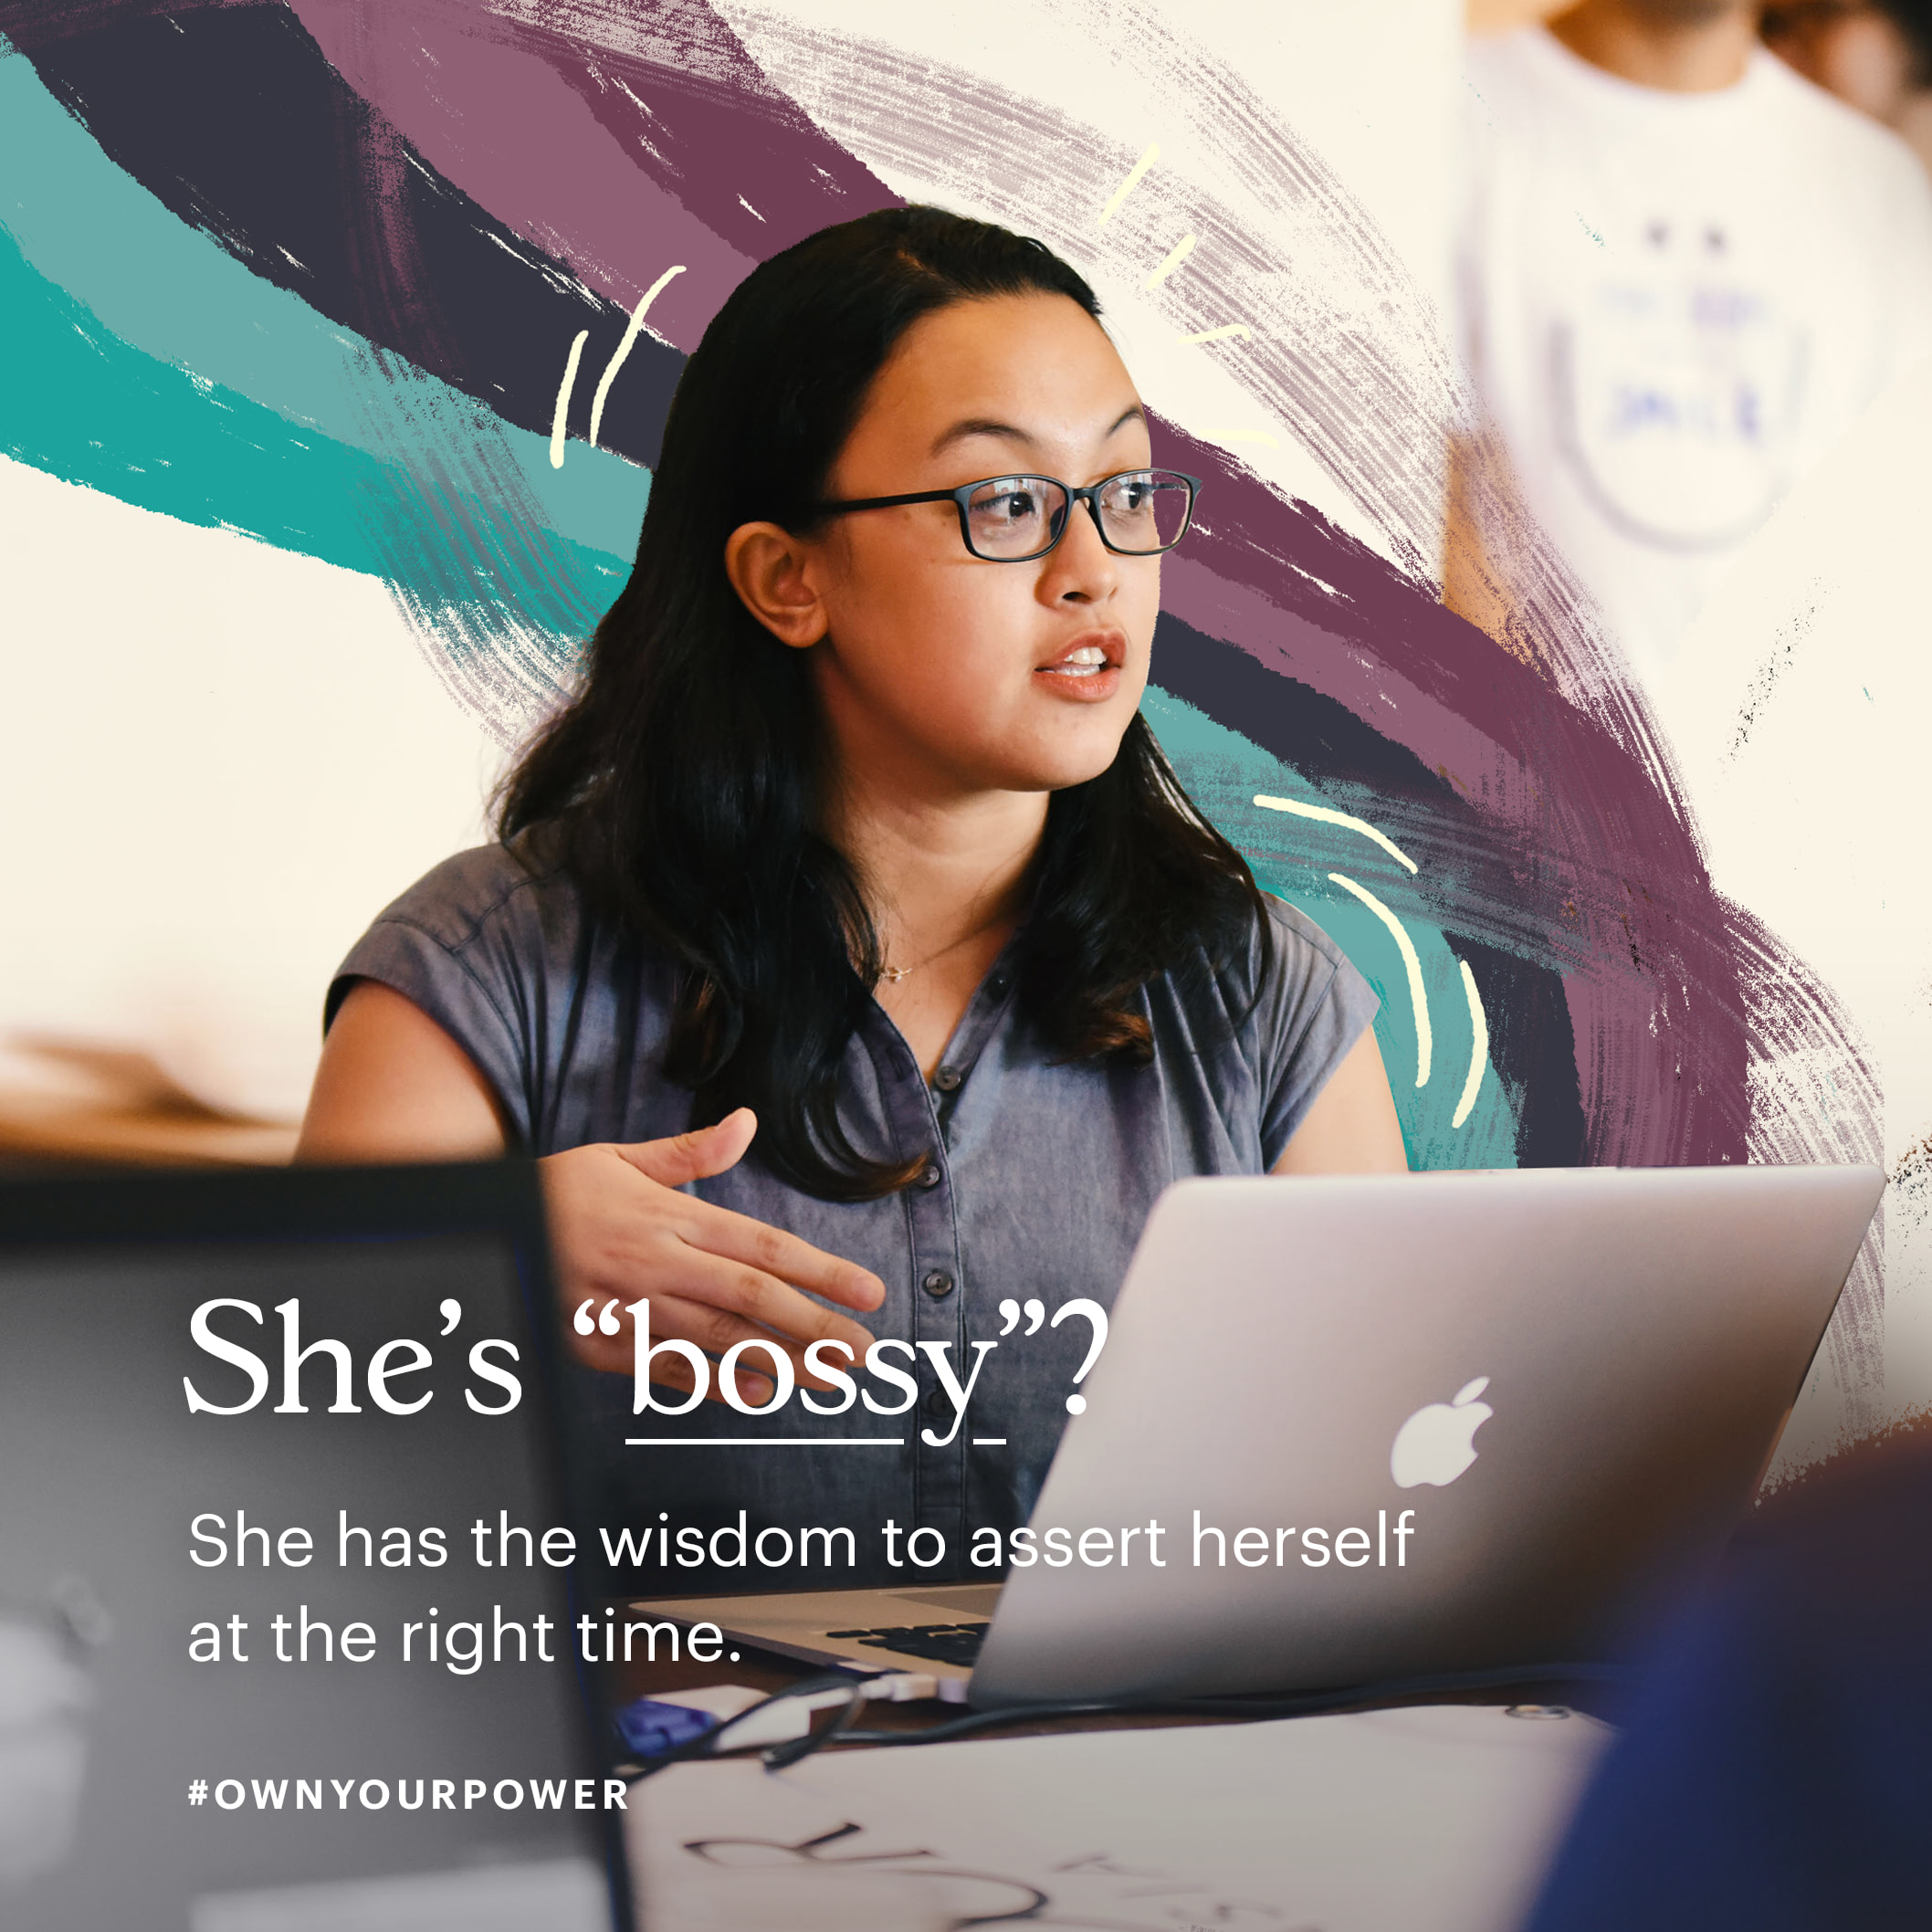 She’s “bossy”?
She has the wisdom to assert herself
at the right time.
#OWNYOURPOWER